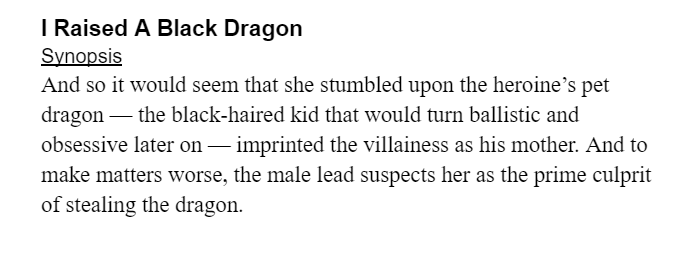 I Raised A Black Dragon
Synopsis
And so it would seem that she stumbled upon the heroine’s pet
dragon — the black-haired kid that would turn ballistic and
obsessive later on — imprinted the villainess as his mother. And to
make matters worse, the male lead suspects her as the prime culprit
of stealing the dragon.